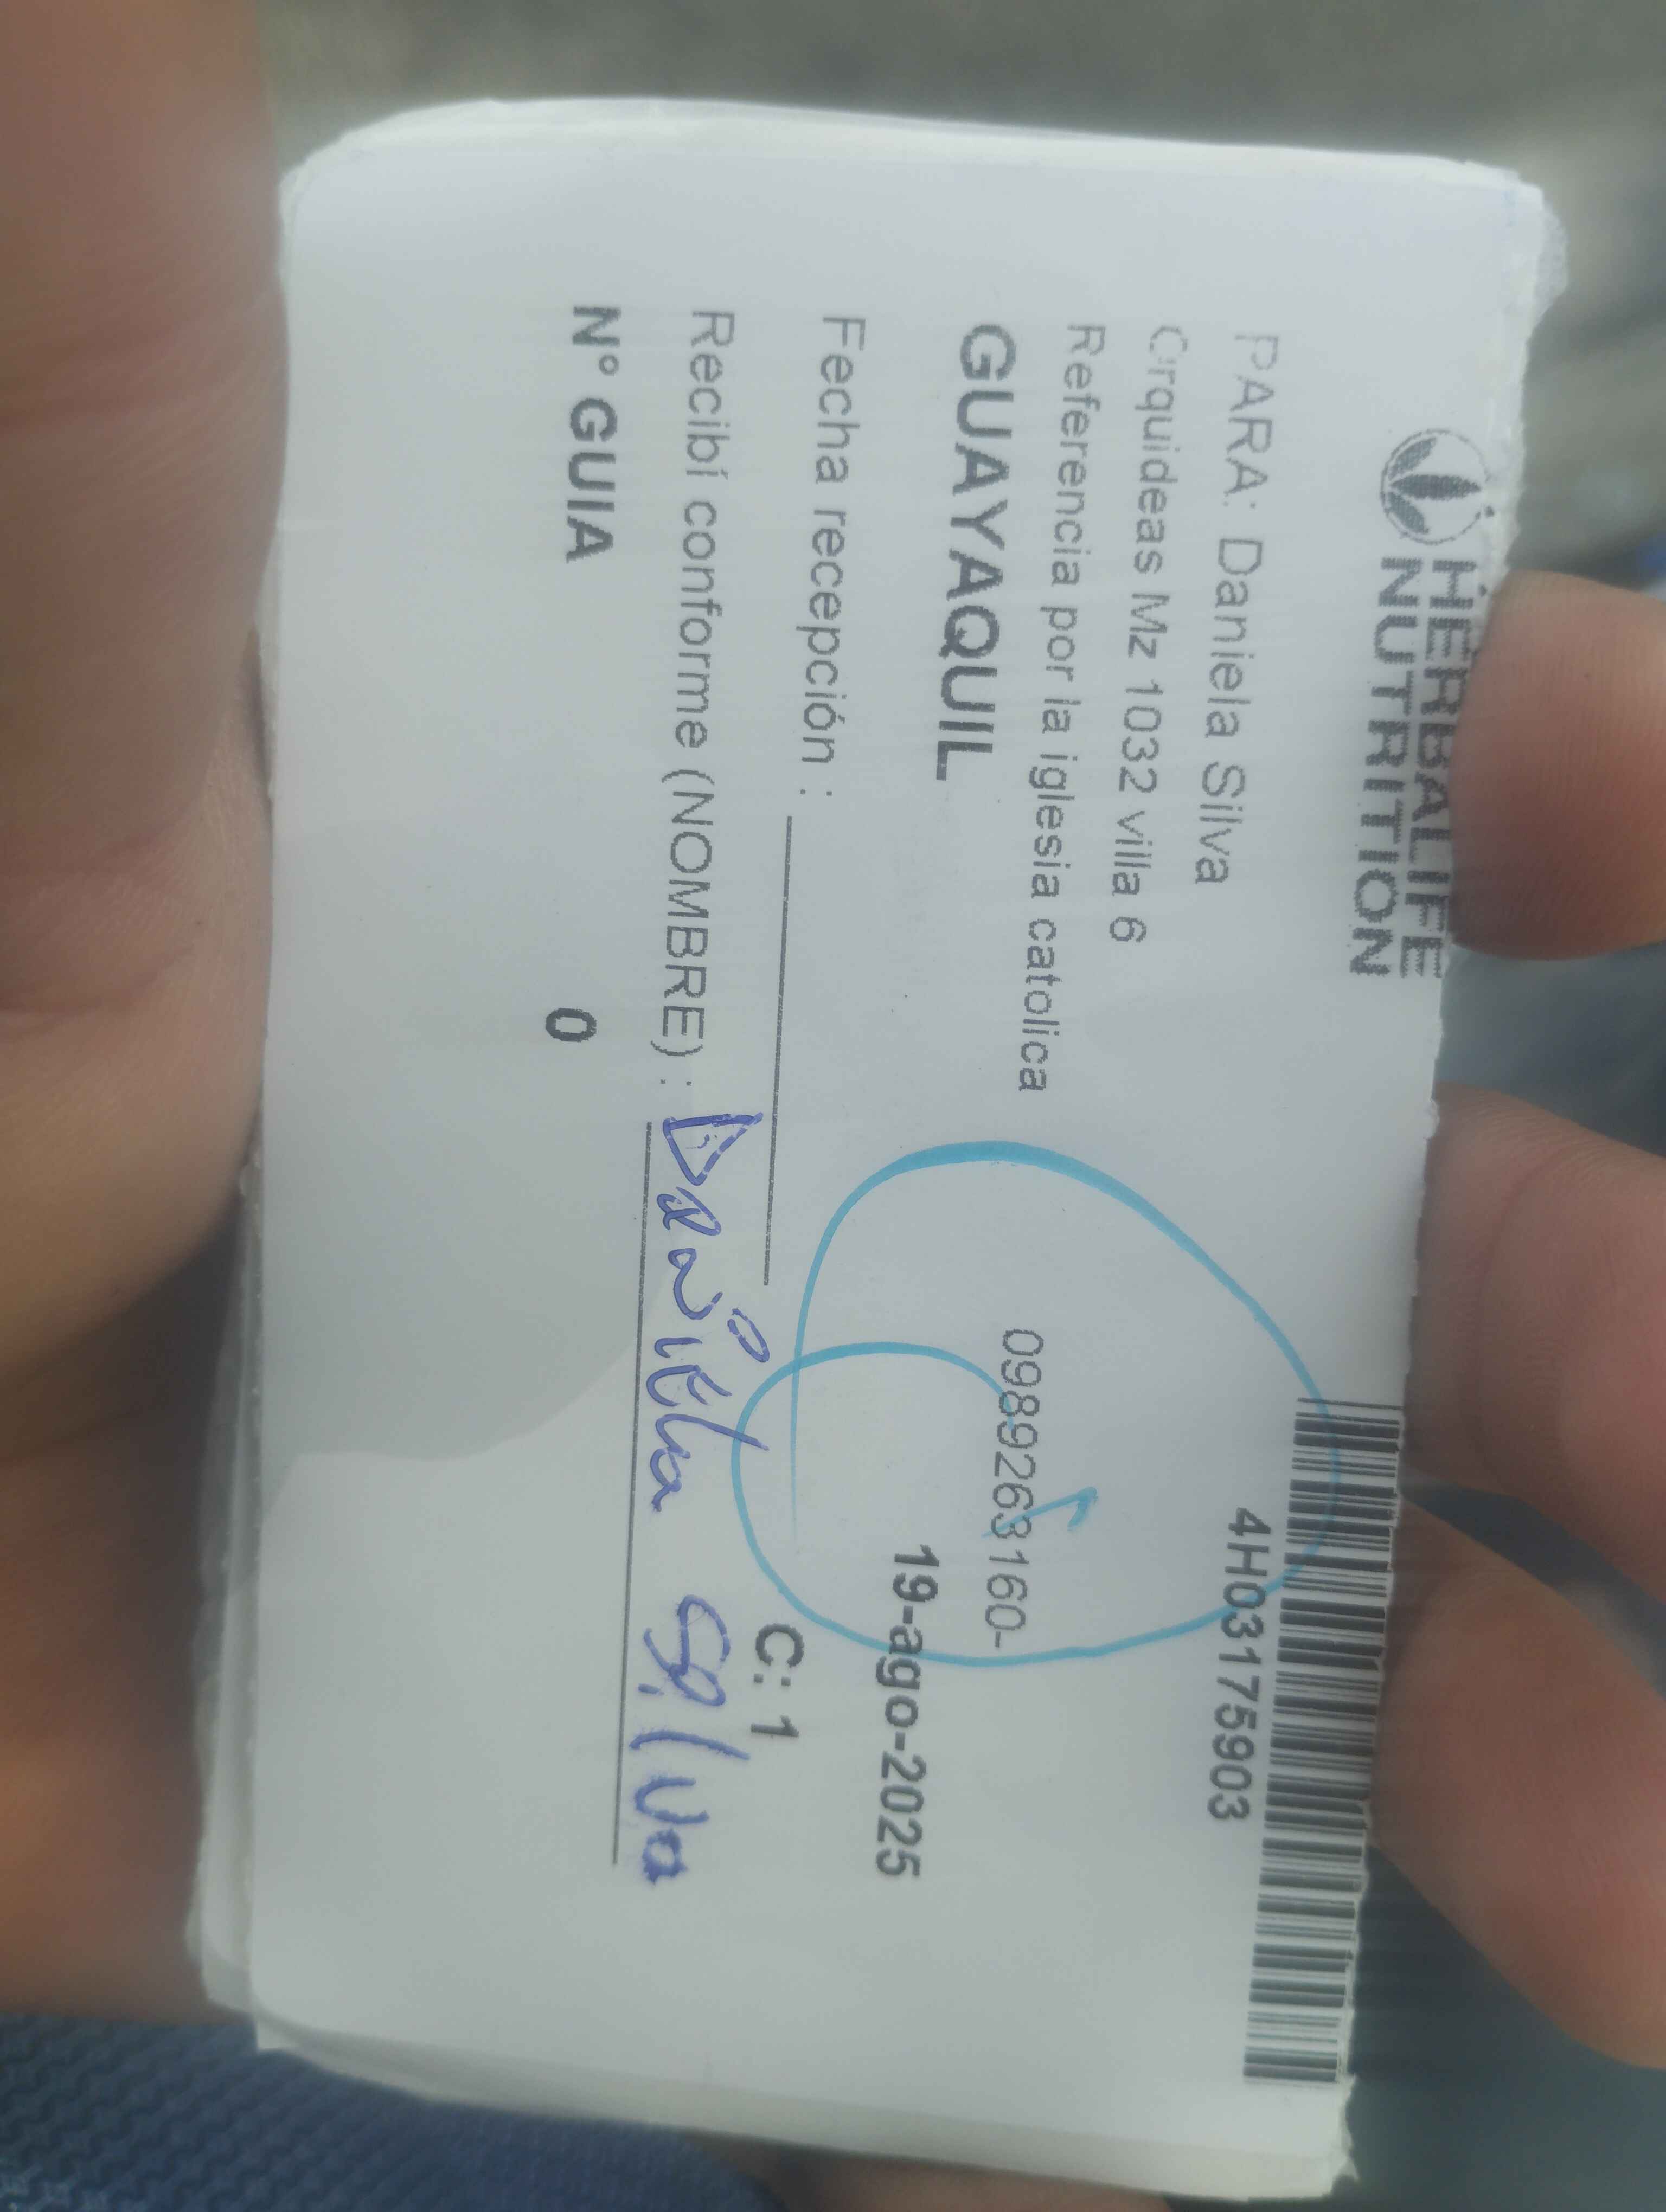 HERBALIFE
NUTRITION
4H03175903
PARA: Daniela Silva
Orquideas Mz 1032 villa 6
Referencia por la iglesia catolica
0989263160-
GUAYAQUIL
19-ago-2025
Fecha recepción :
C: 1
Recibí conforme (NOMBRE) : Daniela Silva
N° GUIA
0